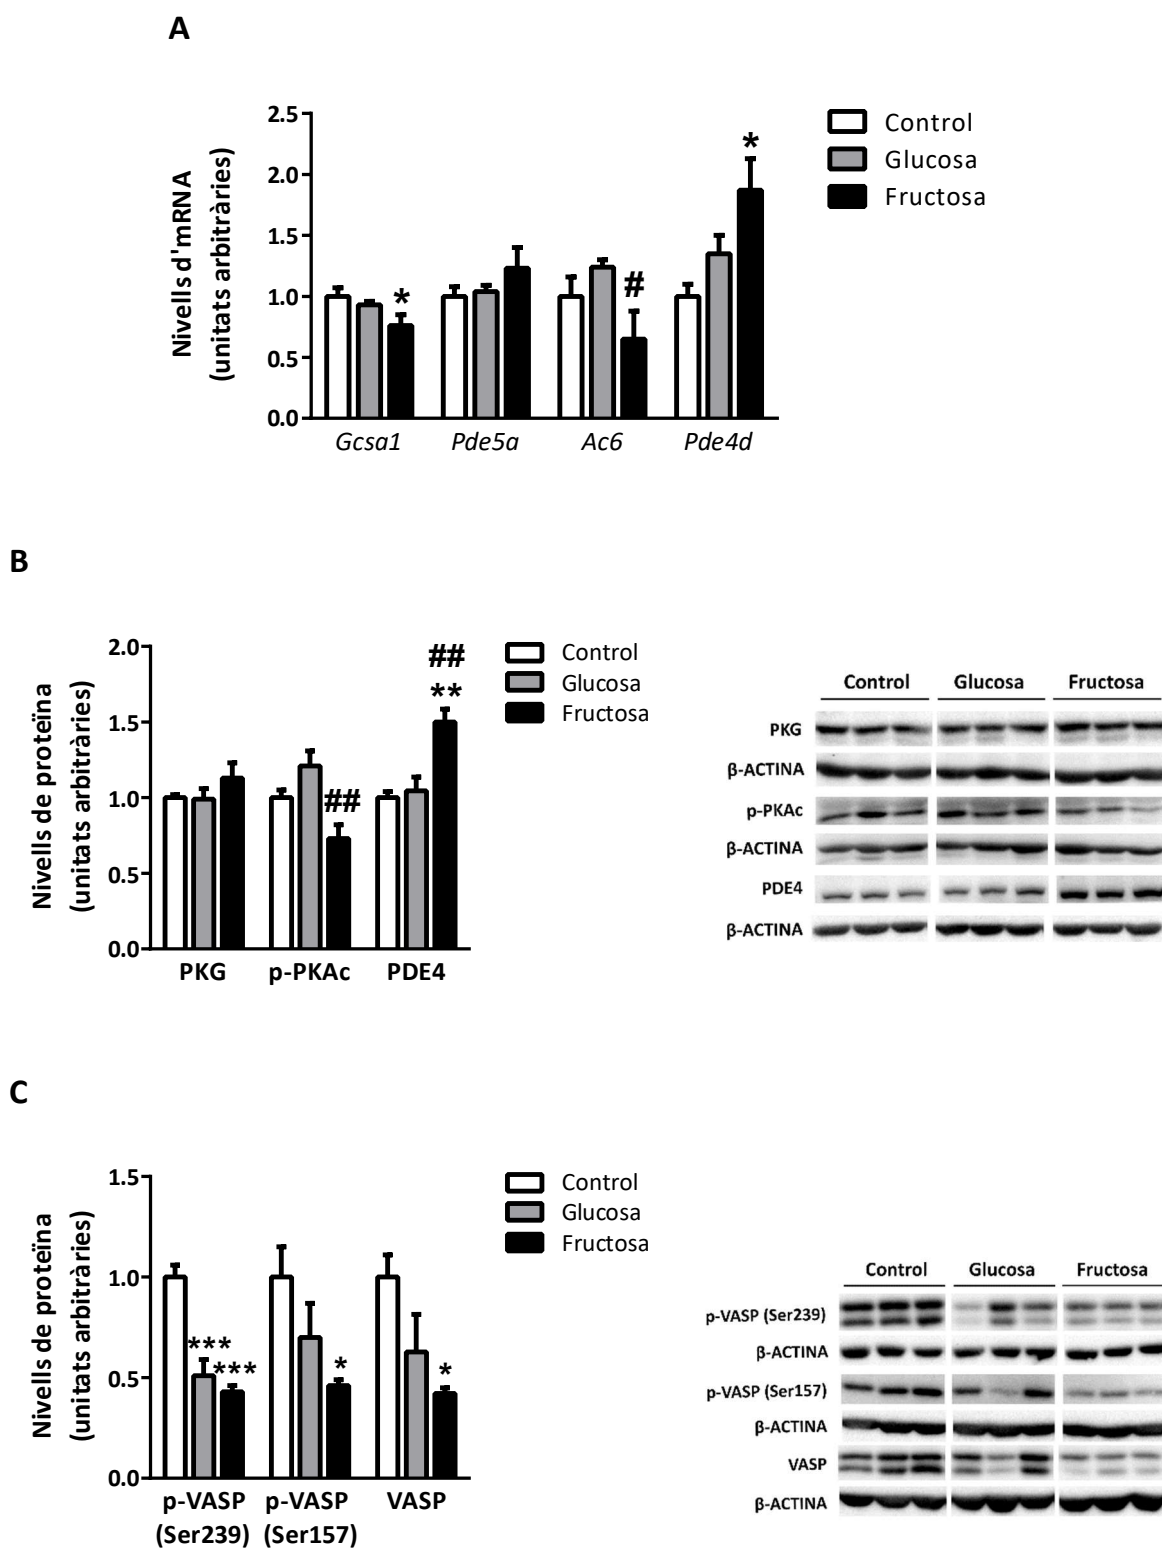 A
Nivells d'mRNA
(unitats arbitràries)
2.5
2.0
1.5
1.0
0.5
0.0
*
#
*
Gcsa1 Pde5a Ac6 Pde4d
Control
Glucosa
Fructosa
B
Nivells de proteïna
(unitats arbitràries)
2.0
1.5
1.0
0.5
0.0
##
##
**
PKG p-PKAc PDE4
Control
Glucosa
Fructosa
Control Glucosa Fructosa
PKG
β-ACTINA
p-PKAc
β-ACTINA
PDE4
β-ACTINA
C
Nivells de proteïna
(unitats arbitràries)
1.5
1.0
0.5
0.0
***
***
*
*
p-VASP p-VASP VASP
(Ser239) (Ser157)
Control
Glucosa
Fructosa
Control Glucosa Fructosa
p-VASP (Ser239)
β-ACTINA
p-VASP (Ser157)
β-ACTINA
VASP
β-ACTINA